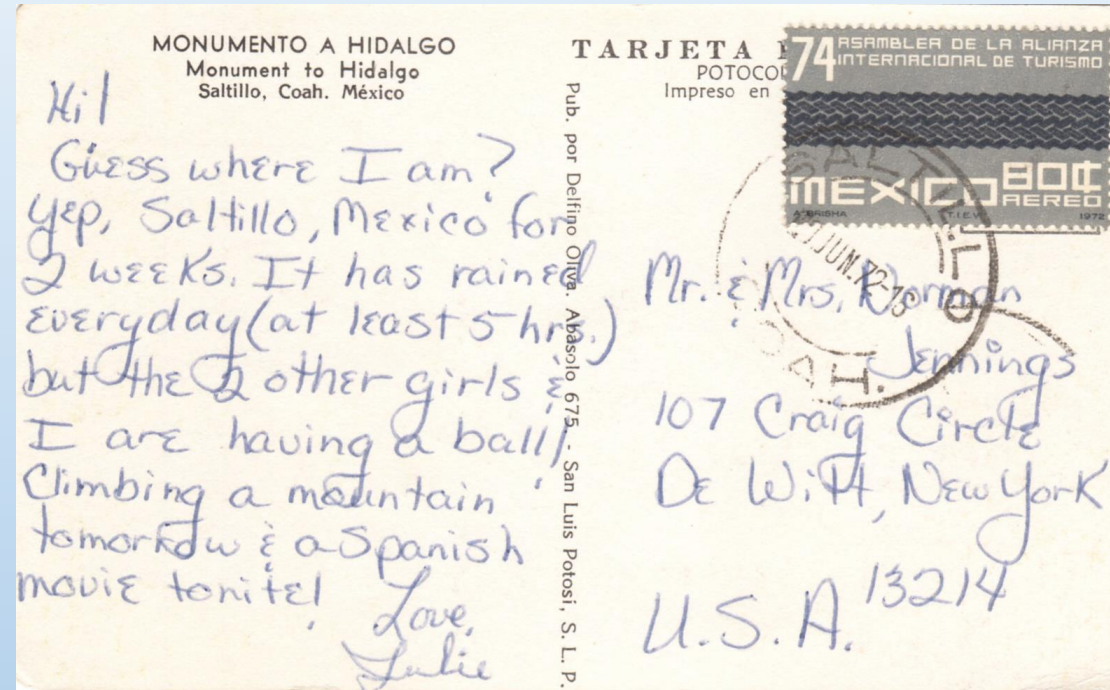 MONUMENTO A HIDALGO
Monument to Hidalgo
Saltillo, Coah. México
Hi!
Guess where I am?
Yep, Saltillo, Mexico for
2 weeks. It has rained
everyday (at least 5 hrs.)
but the 2 other girls &
I are having a ball!
Climbing a mountain
tomorrow & a Spanish
movie tonite!
Love,
Julie
Pub. por Delfino Oliva. Abasolo 675 - San Luis Potosi, S. L. P.
TARJETA
Impreso en
74 ASAMBLEA DE LA ALIANZA
INTERNACIONAL DE TURISMO
MEXICO 80¢
AEREO
T.I.E.V. 1972
SALTILLO
JUN. 72
COAH.
Mr. & Mrs. Norman
Jennings
107 Craig Circle
De Witt, New York
13214
U.S.A.